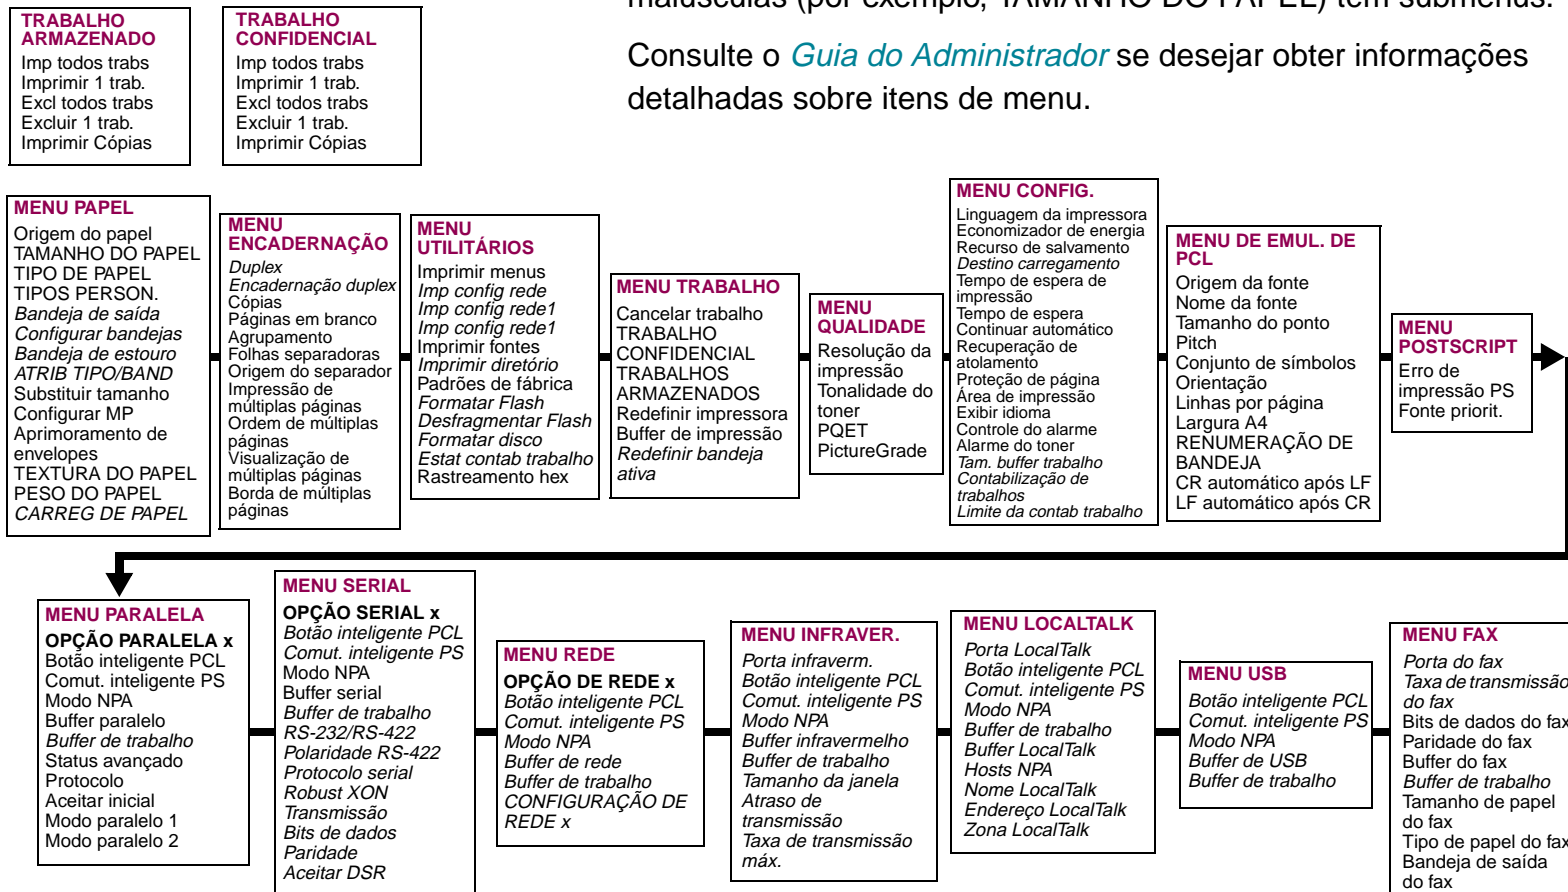 maiúsculas (por exemplo, TAMANHO DO PAPEL) têm submenus.
Consulte o Guia do Administrador se desejar obter informações
detalhadas sobre itens de menu.
TRABALHO
ARMAZENADO
Imp todos trabs
Imprimir 1 trab.
Excl todos trabs
Excluir 1 trab.
Imprimir Cópias
TRABALHO
CONFIDENCIAL
Imp todos trabs
Imprimir 1 trab.
Excl todos trabs
Excluir 1 trab.
Imprimir Cópias
MENU PAPEL
Origem do papel
TAMANHO DO PAPEL
TIPO DE PAPEL
TIPOS PERSON.
Bandeja de saída
Configurar bandejas
Bandeja de estouro
ATRIB TIPO/BAND
Substituir tamanho
Configurar MP
Aprimoramento de
envelopes
TEXTURA DO PAPEL
PESO DO PAPEL
CARREG DE PAPEL
MENU
ENCADERNAÇÃO
Duplex
Encadernação duplex
Cópias
Páginas em branco
Agrupamento
Folhas separadoras
Origem do separador
Impressão de
múltiplas páginas
Ordem de múltiplas
páginas
Visualização de
múltiplas páginas
Borda de múltiplas
páginas
MENU
UTILITÁRIOS
Imprimir menus
Imp config rede
Imp config rede1
Imp config rede1
Imprimir fontes
Imprimir diretório
Padrões de fábrica
Formatar Flash
Desfragmentar Flash
Formatar disco
Estat contab trabalho
Rastreamento hex
MENU TRABALHO
Cancelar trabalho
TRABALHO
CONFIDENCIAL
TRABALHOS
ARMAZENADOS
Redefinir impressora
Buffer de impressão
Redefinir bandeja
ativa
MENU
QUALIDADE
Resolução da
impressão
Tonalidade do
toner
PQET
PictureGrade
MENU CONFIG.
Linguagem da impressora
Economizador de energia
Recurso de salvamento
Destino carregamento
Tempo de espera de
impressão
Tempo de espera
Continuar automático
Recuperação de
atolamento
Proteção de página
Área de impressão
Exibir idioma
Controle do alarme
Alarme do toner
Tam. buffer trabalho
Contabilização de
trabalhos
Limite da contab trabalho
MENU DE EMUL. DE
PCL
Origem da fonte
Nome da fonte
Tamanho do ponto
Pitch
Conjunto de símbolos
Orientação
Linhas por página
Largura A4
RENUMERAÇÃO DE
BANDEJA
CR automático após LF
LF automático após CR
MENU
POSTSCRIPT
Erro de
impressão PS
Fonte priorit.
MENU PARALELA
OPÇÃO PARALELA x
Botão inteligente PCL
Comut. inteligente PS
Modo NPA
Buffer paralelo
Buffer de trabalho
Status avançado
Protocolo
Aceitar inicial
Modo paralelo 1
Modo paralelo 2
MENU SERIAL
OPÇÃO SERIAL x
Botão inteligente PCL
Comut. inteligente PS
Modo NPA
Buffer serial
Buffer de trabalho
RS-232/RS-422
Polaridade RS-422
Protocolo serial
Robust XON
Transmissão
Bits de dados
Paridade
Aceitar DSR
MENU REDE
OPÇÃO DE REDE x
Botão inteligente PCL
Comut. inteligente PS
Modo NPA
Buffer de rede
Buffer de trabalho
CONFIGURAÇÃO DE
REDE x
MENU INFRAVER.
Porta infraverm.
Botão inteligente PCL
Comut. inteligente PS
Modo NPA
Buffer infravermelho
Buffer de trabalho
Tamanho da janela
Atraso de
transmissão
Taxa de transmissão
máx.
MENU LOCALTALK
Porta LocalTalk
Botão inteligente PCL
Comut. inteligente PS
Modo NPA
Buffer de trabalho
Buffer LocalTalk
Hosts NPA
Nome LocalTalk
Endereço LocalTalk
Zona LocalTalk
MENU USB
Botão inteligente PCL
Comut. inteligente PS
Modo NPA
Buffer de USB
Buffer de trabalho
MENU FAX
Porta do fax
Taxa de transmissão
do fax
Bits de dados do fax
Paridade do fax
Buffer do fax
Buffer de trabalho
Tamanho de papel
do fax
Tipo de papel do fax
Bandeja de saída
do fax